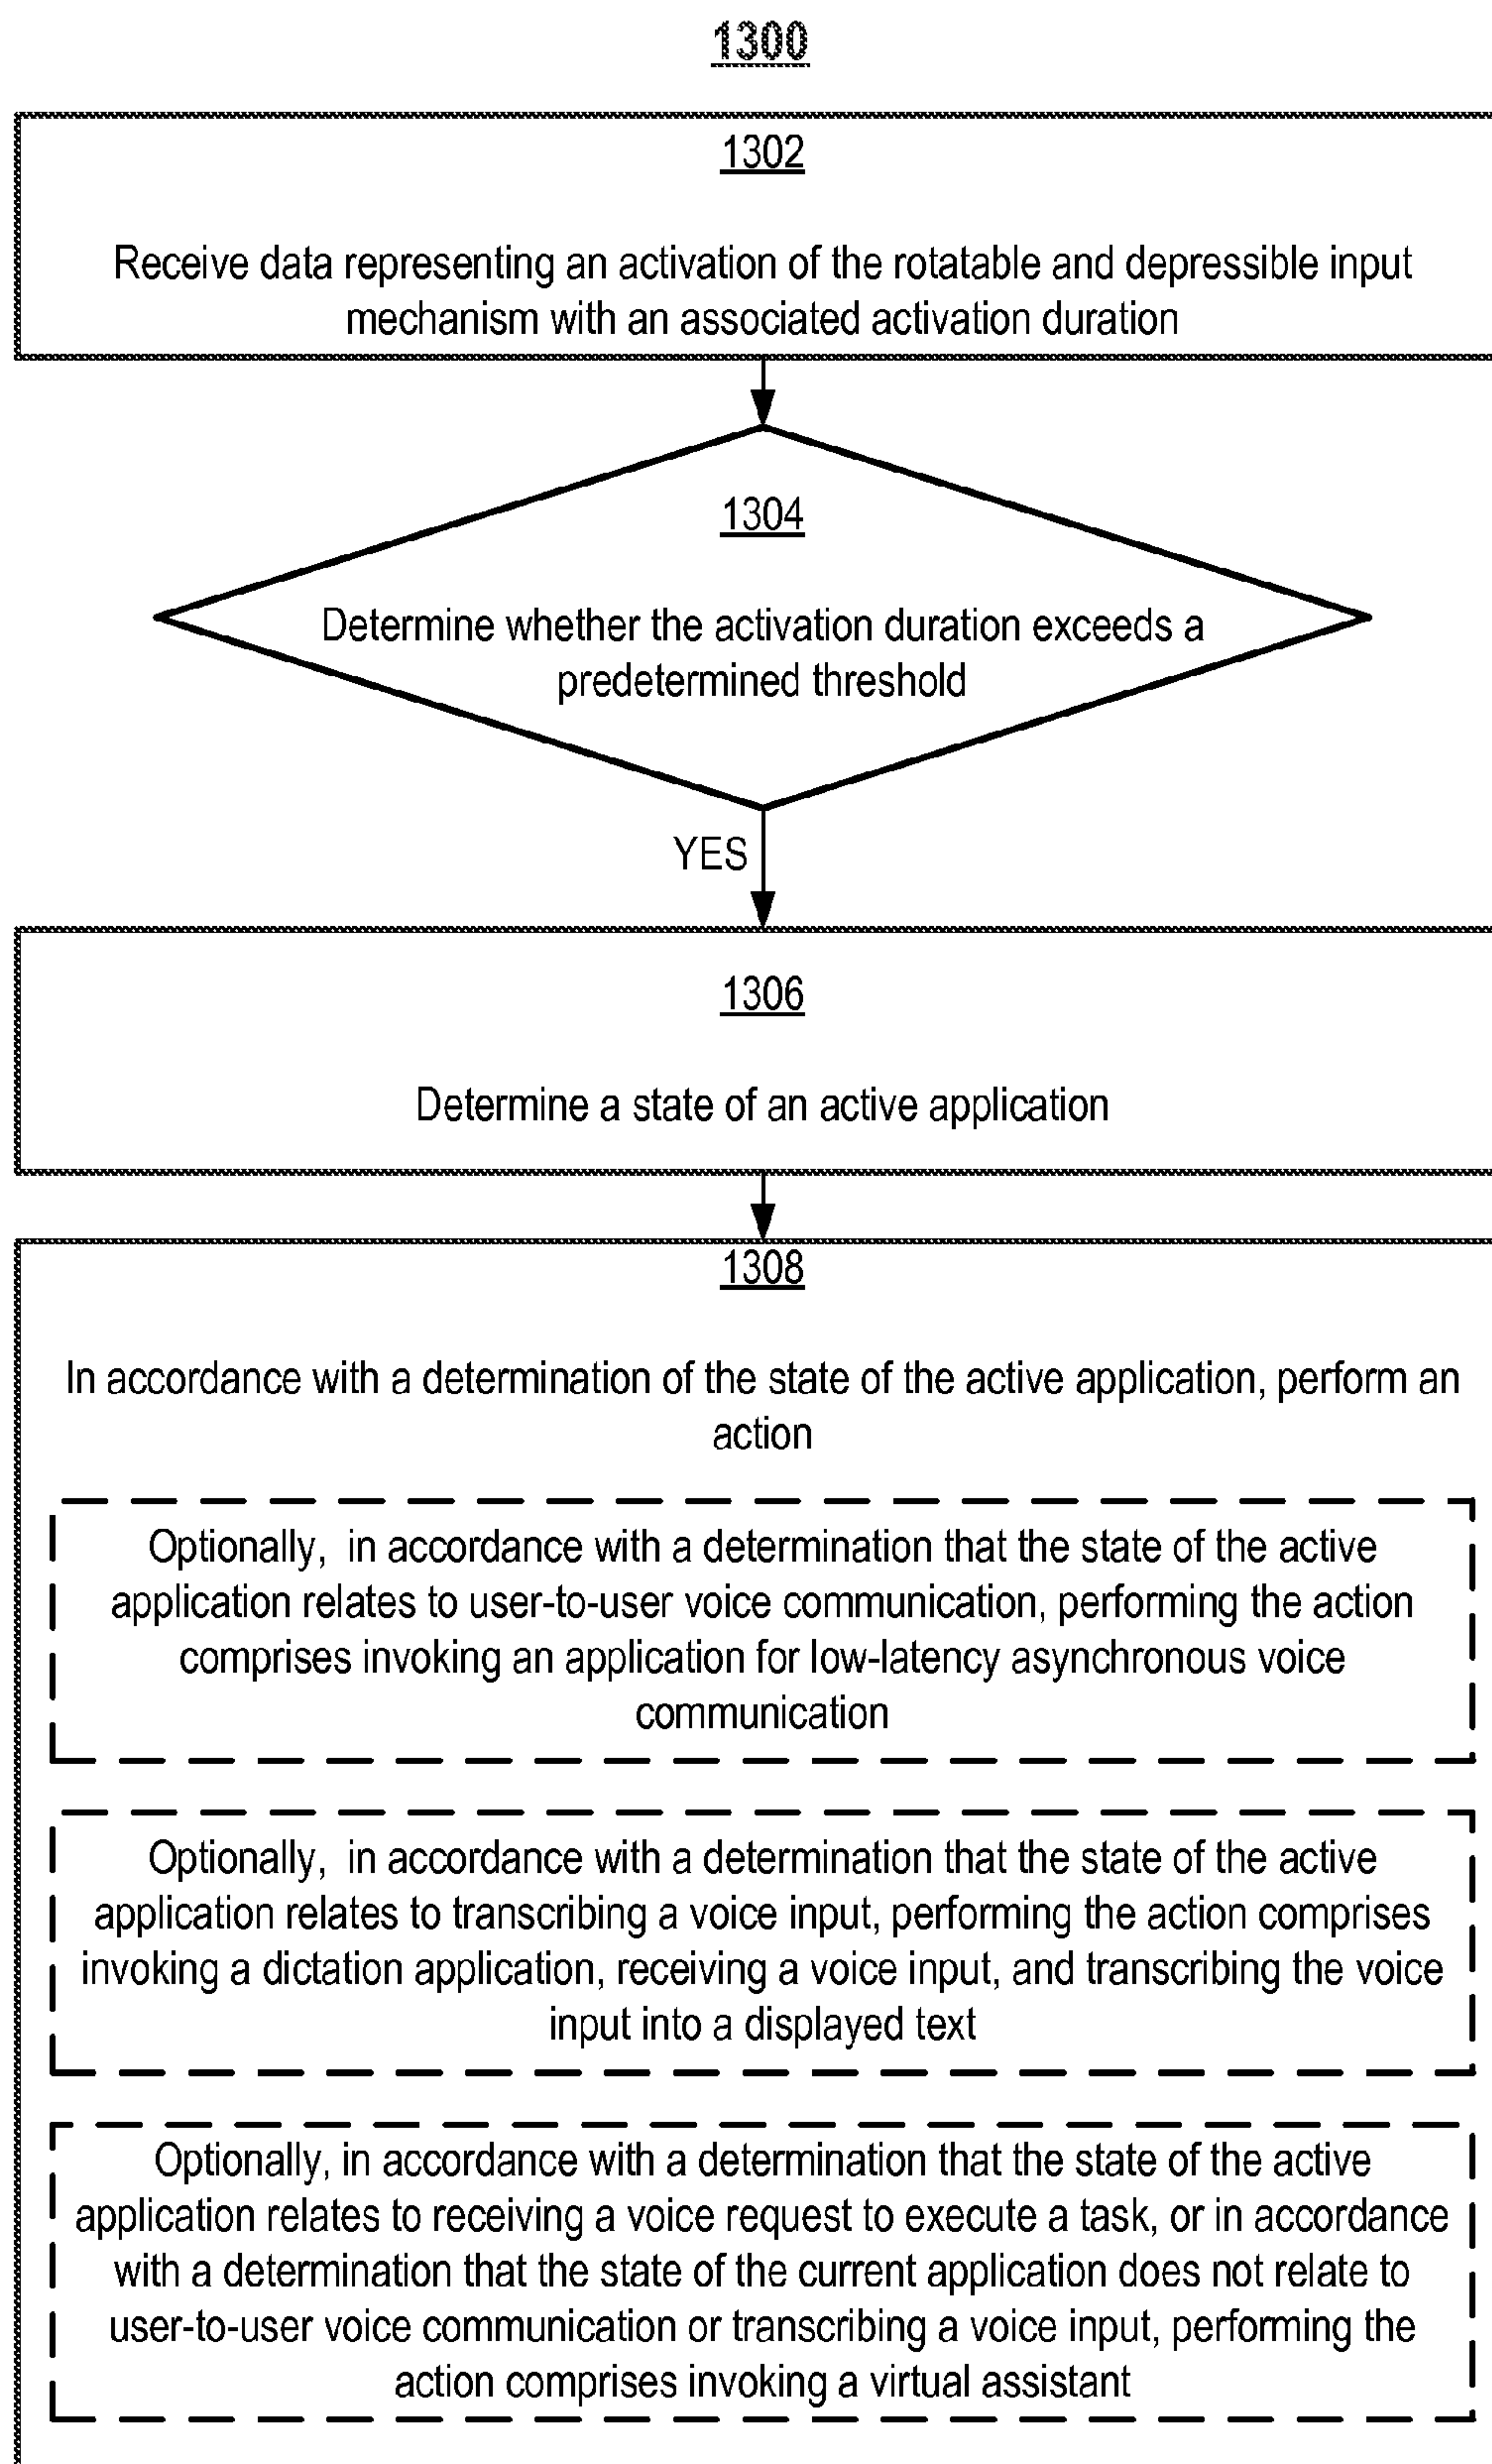 1300
1302
Receive data representing an activation of the rotatable and depressible input
mechanism with an associated activation duration
1304
Determine whether the activation duration exceeds a
predetermined threshold
YES
1306
Determine a state of an active application
1308
In accordance with a determination of the state of the active application, perform an
action
Optionally, in accordance with a determination that the state of the active
application relates to user-to-user voice communication, performing the action
comprises invoking an application for low-latency asynchronous voice
communication
Optionally, in accordance with a determination that the state of the active
application relates to transcribing a voice input, performing the action comprises
invoking a dictation application, receiving a voice input, and transcribing the voice
input into a displayed text
Optionally, in accordance with a determination that the state of the active
application relates to receiving a voice request to execute a task, or in accordance
with a determination that the state of the current application does not relate to
user-to-user voice communication or transcribing a voice input, performing the
action comprises invoking a virtual assistant